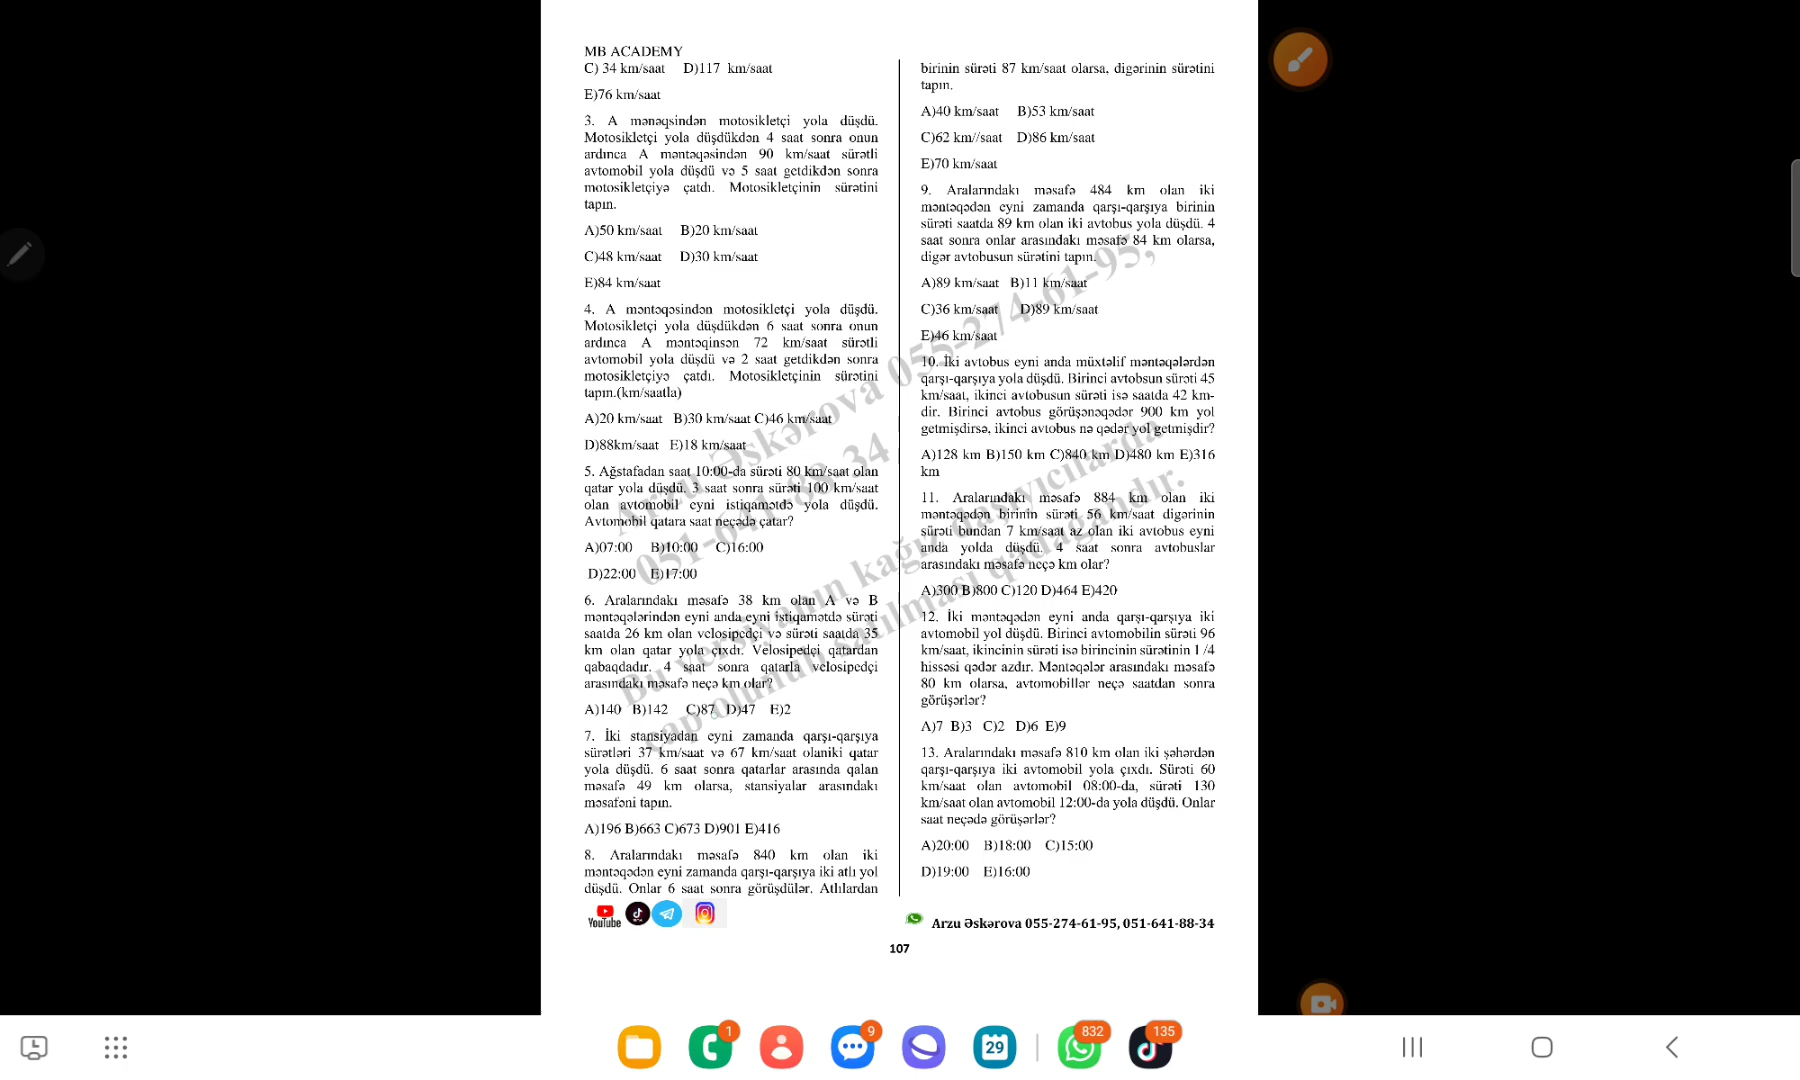 MB ACADEMY
C) 34 km/saat D)117 km/saat
E)76 km/saat
3. A mənəqsindən motosikletçi yola düşdü.
Motosikletçi yola düşdükdən 4 saat sonra onun
ardınca A məntəqəsindən 90 km/saat sürətli
avtomobil yola düşdü və 5 saat getdikdən sonra
motosikletçiyə çatdı. Motosikletçinin sürətini
tapın.
A)50 km/saat B)20 km/saat
C)48 km/saat D)30 km/saat
E)84 km/saat
4. A məntəqəsindən motosikletçi yola düşdü.
Motosikletçi yola düşdükdən 6 saat sonra onun
ardınca A məntəqinsən 72 km/saat sürətli
avtomobil yola düşdü və 2 saat getdikdən sonra
motosikletçiyə çatdı. Motosikletçinin sürətini
tapın.(km/saatla)
A)20 km/saat B)30 km/saat C)46 km/saat
D)88km/saat E)18 km/saat
5. Ağstafadan saat 10:00-da sürəti 80 km/saat olan
qatar yola düşdü. 3 saat sonra sürəti 100 km/saat
olan avtomobil eyni istiqamətdə yola düşdü.
Avtomobil qatara saat neçədə çatar?
A)07:00 B)10:00 C)16:00
D)22:00 E)17:00
6. Aralarındakı məsafə 38 km olan A və B
məntəqələrindən eyni anda eyni istiqamətdə sürəti
saatda 26 km olan velosipedçi və sürəti saatda 35
km olan qatar yola çıxdı. Velosipedçi qatardan
qabaqdadır. 4 saat sonra qatarla velosipedçi
arasındakı məsafə neçə km olar?
A)140 B)142 C)87 D)47 E)2
7. İki stansiyadan eyni zamanda qarşı-qarşıya
sürətləri 37 km/saat və 67 km/saat olaniki qatar
yola düşdü. 6 saat sonra qatarlar arasında qalan
məsafə 49 km olarsa, stansiyalar arasındakı
məsafəni tapın.
A)196 B)663 C)673 D)901 E)416
8. Aralarındakı məsafə 840 km olan iki
məntəqədən eyni zamanda qarşı-qarşıya iki atlı yol
düşdü. Onlar 6 saat sonra görüşdülər. Atlılardan
birinin sürəti 87 km/saat olarsa, digərinin sürətini
tapın.
A)40 km/saat B)53 km/saat
C)62 km//saat D)86 km/saat
E)70 km/saat
9. Aralarındakı məsafə 484 km olan iki
məntəqədən eyni zamanda qarşı-qarşıya birinin
sürəti saatda 89 km olan iki avtobus yola düşdü. 4
saat sonra onlar arasındakı məsafə 84 km olarsa,
digər avtobusun sürətini tapın.
A)89 km/saat B)11 km/saat
C)36 km/saat D)89 km/saat
E)46 km/saat
10. İki avtobus eyni anda müxtəlif məntəqələrdən
qarşı-qarşıya yola düşdü. Birinci avtobsun sürəti 45
km/saat, ikinci avtobusun sürəti isə saatda 42 km-
dir. Birinci avtobus görüşənəqədər 900 km yol
getmişdirsə, ikinci avtobus nə qədər yol getmişdir?
A)128 km B)150 km C)840 km D)480 km E)316
km
11. Aralarındakı məsafə 884 km olan iki
məntəqədən birinin sürəti 56 km/saat digərinin
sürəti bundan 7 km/saat az olan iki avtobus eyni
anda yolda düşdü. 4 saat sonra avtobuslar
arasındakı məsafə neçə km olar?
A)300 B)800 C)120 D)464 E)420
12. İki məntəqədən eyni anda qarşı-qarşıya iki
avtomobil yol düşdü. Birinci avtomobilin sürəti 96
km/saat, ikincinin sürəti isə birincinin sürətinin 1 /4
hissəsi qədər azdır. Məntəqələr arasındakı məsafə
80 km olarsa, avtomobillər neçə saatdan sonra
görüşərlər?
A)7 B)3 C)2 D)6 E)9
13. Aralarındakı məsafə 810 km olan iki şəhərdən
qarşı-qarşıya iki avtomobil yola çıxdı. Sürəti 60
km/saat olan avtomobil 08:00-da, sürəti 130
km/saat olan avtomobil 12:00-da yola düşdü. Onlar
saat neçədə görüşərlər?
A)20:00 B)18:00 C)15:00
D)19:00 E)16:00
Arzu Əskərova 055-274-61-95,
051-641-88-34
Bu versiyanın kağız daşıyıcılarda
çap olunub satılması qadağandır.
YouTube
Arzu Əskərova 055-274-61-95, 051-641-88-34
107
1
9
29
832
135